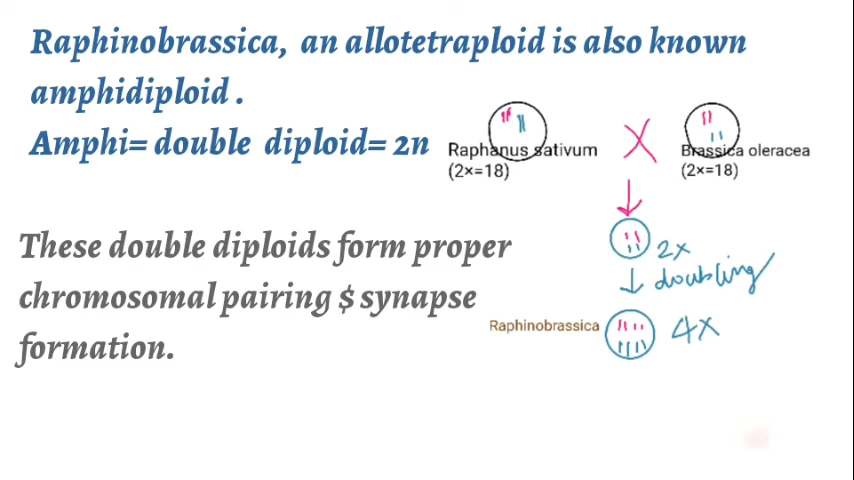 Raphinobrassica, an allotetraploid is also known
amphidiploid .
Amphi= double diploid= 2n
Raphanus sativum
(2×=18)
X
Brassica oleracea
(2×=18)
These double diploids form proper
chromosomal pairing $ synapse
formation.
2x
doubling
Raphinobrassica
4x